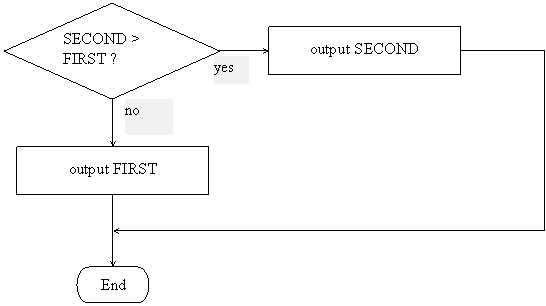 SECOND >
FIRST ?
output SECOND
yes
no
output FIRST
End